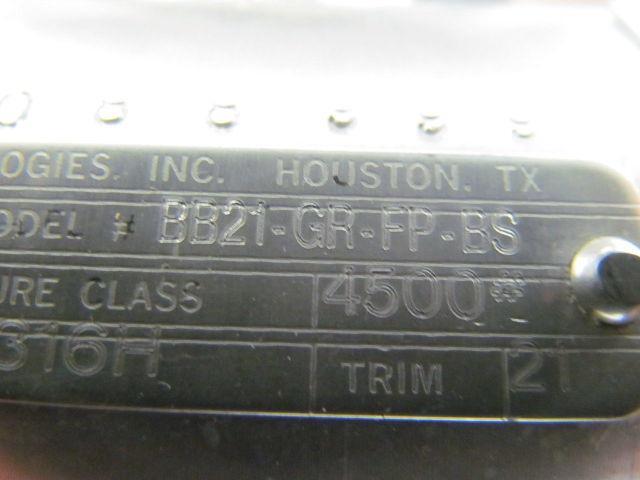 OGIES, INC. HOUSTON, TX
ODEL # BB21-GR-FP-BS
URE CLASS 4500#
316H TRIM 21